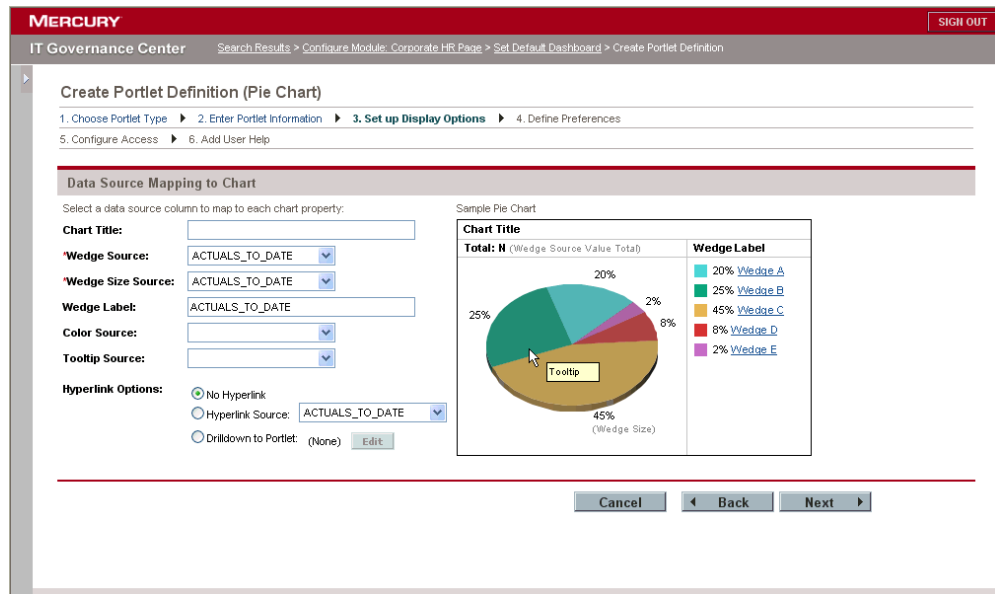 MERCURY
SIGN OUT
IT Governance Center
Search Results > Configure Module: Corporate HR Page > Set Default Dashboard > Create Portlet Definition
Create Portlet Definition (Pie Chart)
1. Choose Portlet Type 2. Enter Portlet Information 3. Set up Display Options 4. Define Preferences
5. Configure Access 6. Add User Help
Data Source Mapping to Chart
Select a data source column to map to each chart property:
Chart Title:
*Wedge Source: ACTUALS_TO_DATE
*Wedge Size Source: ACTUALS_TO_DATE
Wedge Label: ACTUALS_TO_DATE
Color Source:
Tooltip Source:
Hyperlink Options:
No Hyperlink
Hyperlink Source: ACTUALS_TO_DATE
Drilldown to Portlet: (None) Edit
Sample Pie Chart
Chart Title
Total: N (Wedge Source Value Total)
20%
2%
8%
25%
Tooltip
45%
(Wedge Size)
Wedge Label
20% Wedge A
25% Wedge B
45% Wedge C
8% Wedge D
2% Wedge E
Cancel
Back
Next